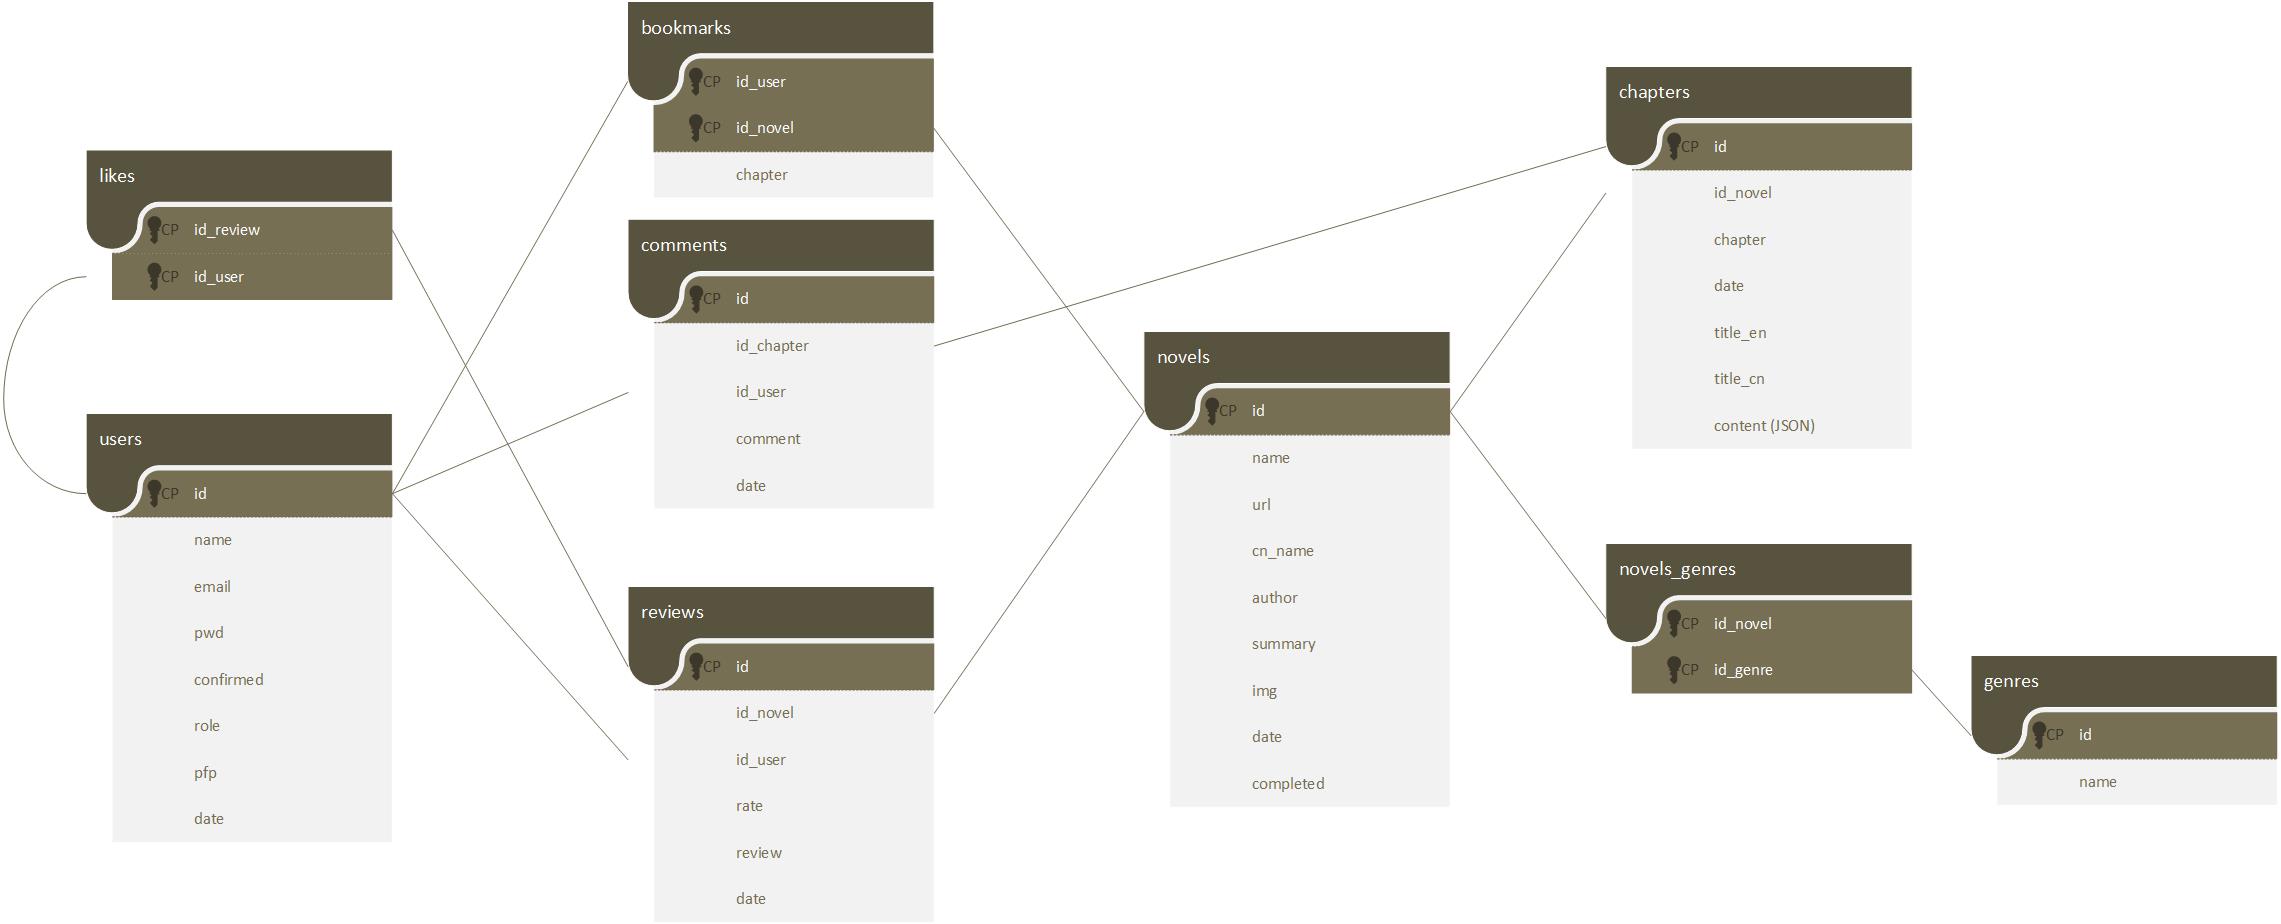 bookmarks
CP id_user
CP id_novel
chapter
likes
CP id_review
CP id_user
comments
CP id
id_chapter
id_user
comment
date
users
CP id
name
email
pwd
confirmed
role
pfp
date
reviews
CP id
id_novel
id_user
rate
review
date
novels
CP id
name
url
cn_name
author
summary
img
date
completed
chapters
CP id
id_novel
chapter
date
title_en
title_cn
content (JSON)
novels_genres
CP id_novel
CP id_genre
genres
CP id
name